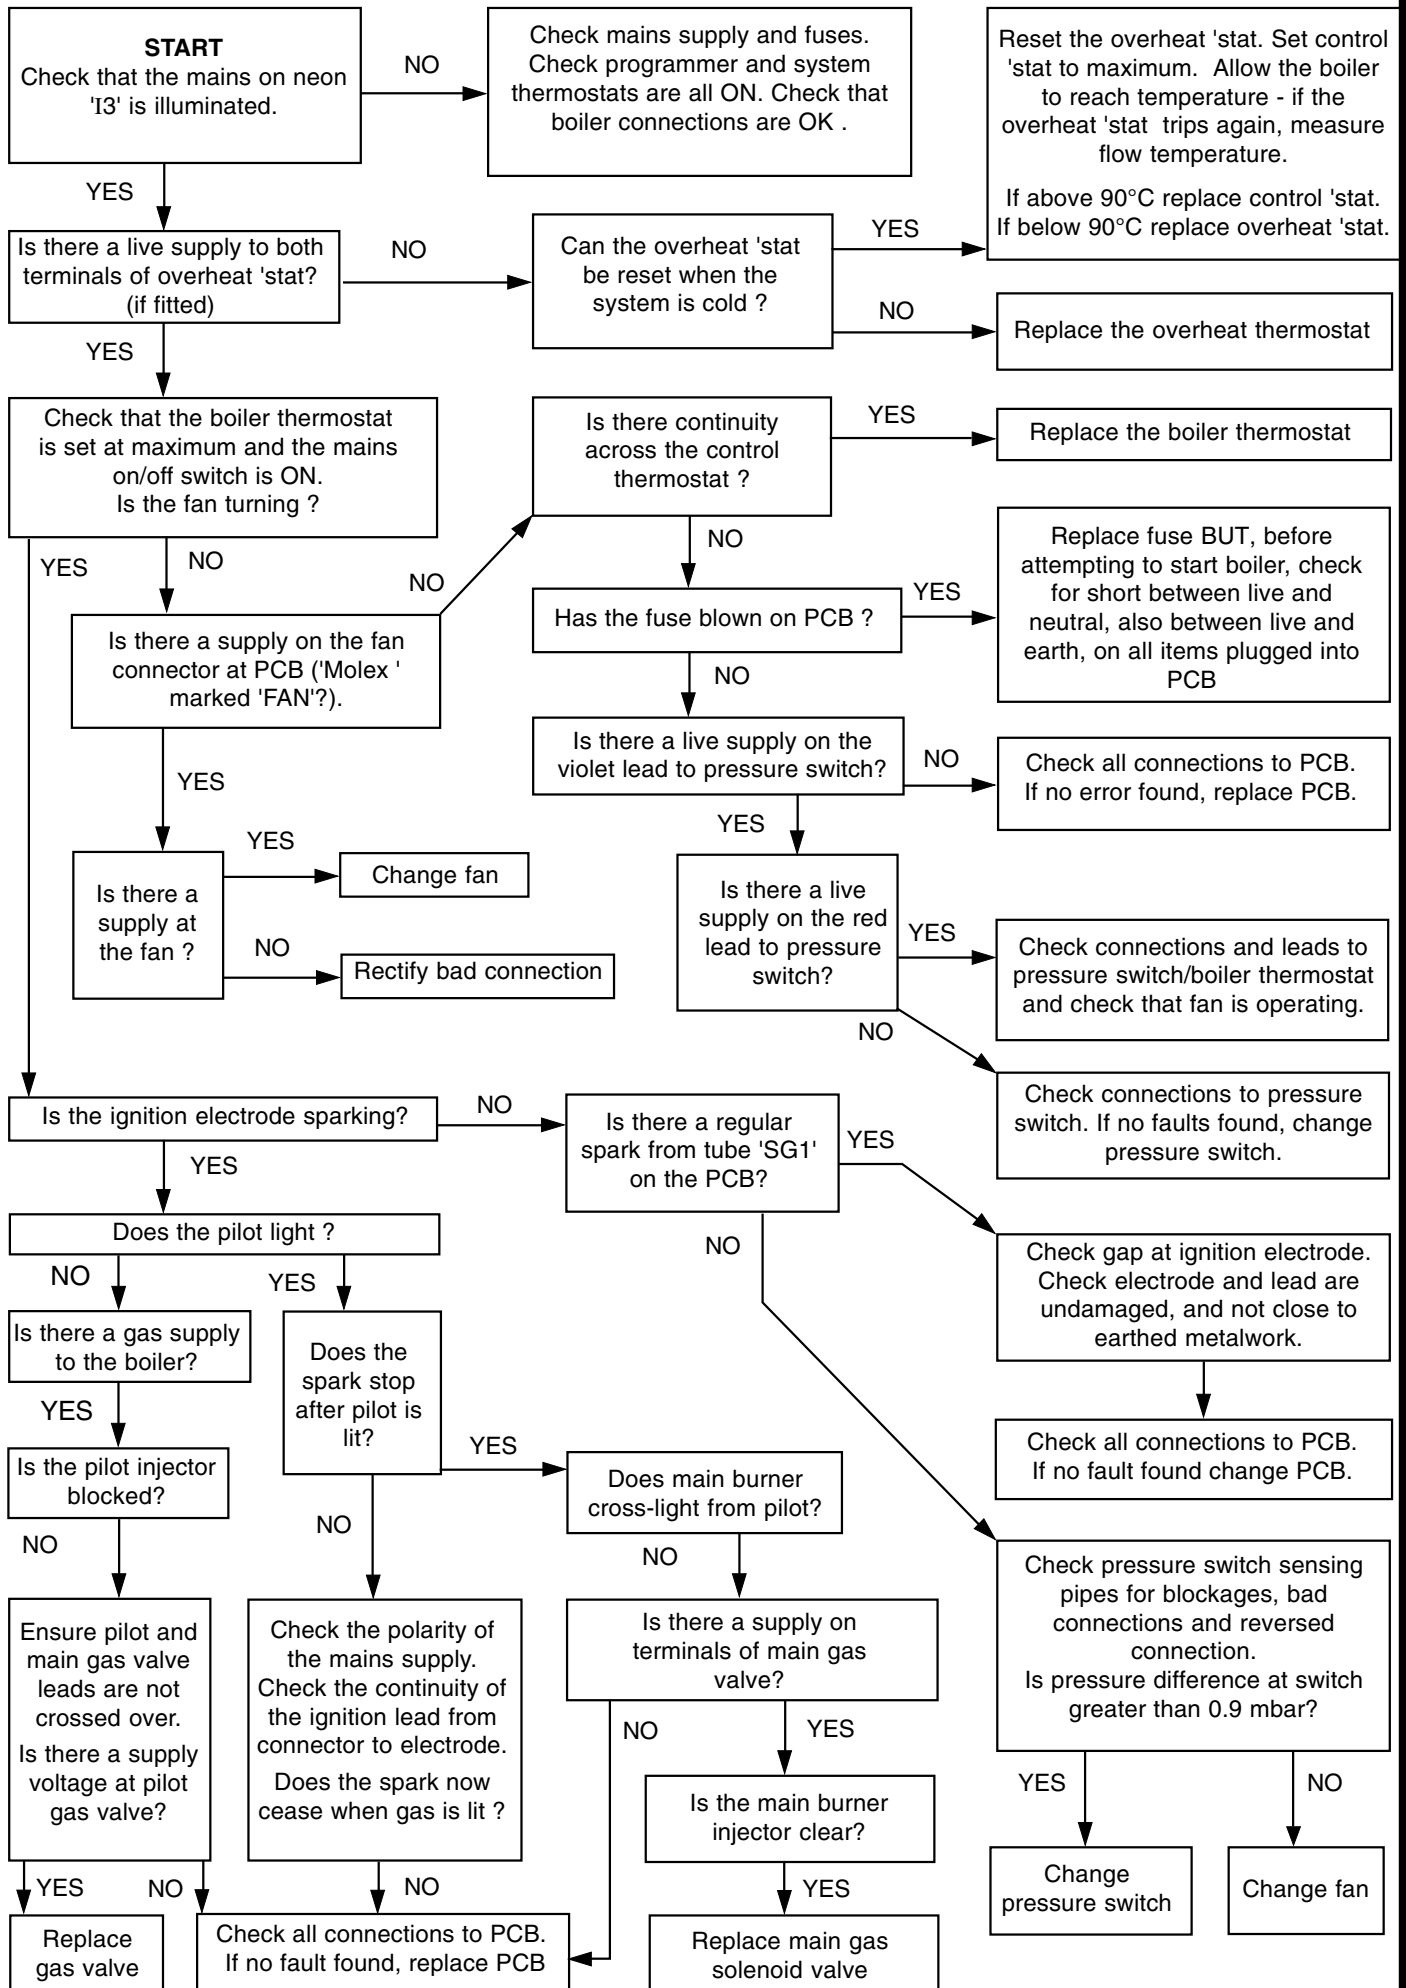 START
Check that the mains on neon
'I3' is illuminated.
NO
Check mains supply and fuses.
Check programmer and system
thermostats are all ON. Check that
boiler connections are OK .
Reset the overheat 'stat. Set control
'stat to maximum. Allow the boiler
to reach temperature - if the
overheat 'stat trips again, measure
flow temperature.
If above 90°C replace control 'stat.
If below 90°C replace overheat 'stat.
YES
Is there a live supply to both
terminals of overheat 'stat?
(if fitted)
NO
Can the overheat 'stat
be reset when the
system is cold ?
YES
NO
Replace the overheat thermostat
YES
Check that the boiler thermostat
is set at maximum and the mains
on/off switch is ON.
Is the fan turning ?
Is there continuity
across the control
thermostat ?
YES
Replace the boiler thermostat
YES
NO
NO
NO
Is there a supply on the fan
connector at PCB ('Molex '
marked 'FAN'?).
Has the fuse blown on PCB ?
YES
Replace fuse BUT, before
attempting to start boiler, check
for short between live and
neutral, also between live and
earth, on all items plugged into
PCB
NO
Is there a live supply on the
violet lead to pressure switch?
NO
Check all connections to PCB.
If no error found, replace PCB.
YES
YES
Is there a
supply at
the fan ?
YES
Change fan
NO
Rectify bad connection
Is there a live
supply on the red
lead to pressure
switch?
YES
Check connections and leads to
pressure switch/boiler thermostat
and check that fan is operating.
NO
Check connections to pressure
switch. If no faults found, change
pressure switch.
Is the ignition electrode sparking?
NO
Is there a regular
spark from tube 'SG1'
on the PCB?
YES
YES
NO
Check gap at ignition electrode.
Check electrode and lead are
undamaged, and not close to
earthed metalwork.
Does the pilot light ?
NO
YES
Is there a gas supply
to the boiler?
Does the
spark stop
after pilot is
lit?
YES
YES
Check all connections to PCB.
If no fault found change PCB.
Is the pilot injector
blocked?
Does main burner
cross-light from pilot?
NO
NO
NO
Check pressure switch sensing
pipes for blockages, bad
connections and reversed
connection.
Is pressure difference at switch
greater than 0.9 mbar?
Ensure pilot and
main gas valve
leads are not
crossed over.
Is there a supply
voltage at pilot
gas valve?
Check the polarity of
the mains supply.
Check the continuity of
the ignition lead from
connector to electrode.
Does the spark now
cease when gas is lit ?
Is there a supply on
terminals of main gas
valve?
NO
YES
YES
NO
Is the main burner
injector clear?
Change
pressure switch
Change fan
YES
NO
NO
YES
Replace
gas valve
Check all connections to PCB.
If no fault found, replace PCB
Replace main gas
solenoid valve